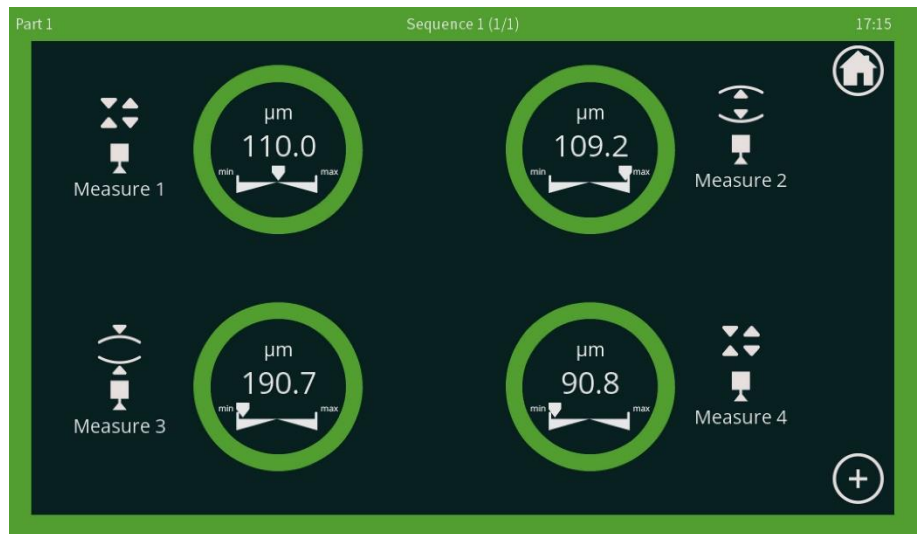 Part 1 Sequence 1 (1/1) 17:15
µm
110.0
min max
Measure 1
µm
109.2
min max
Measure 2
µm
190.7
min max
Measure 3
µm
90.8
min max
Measure 4